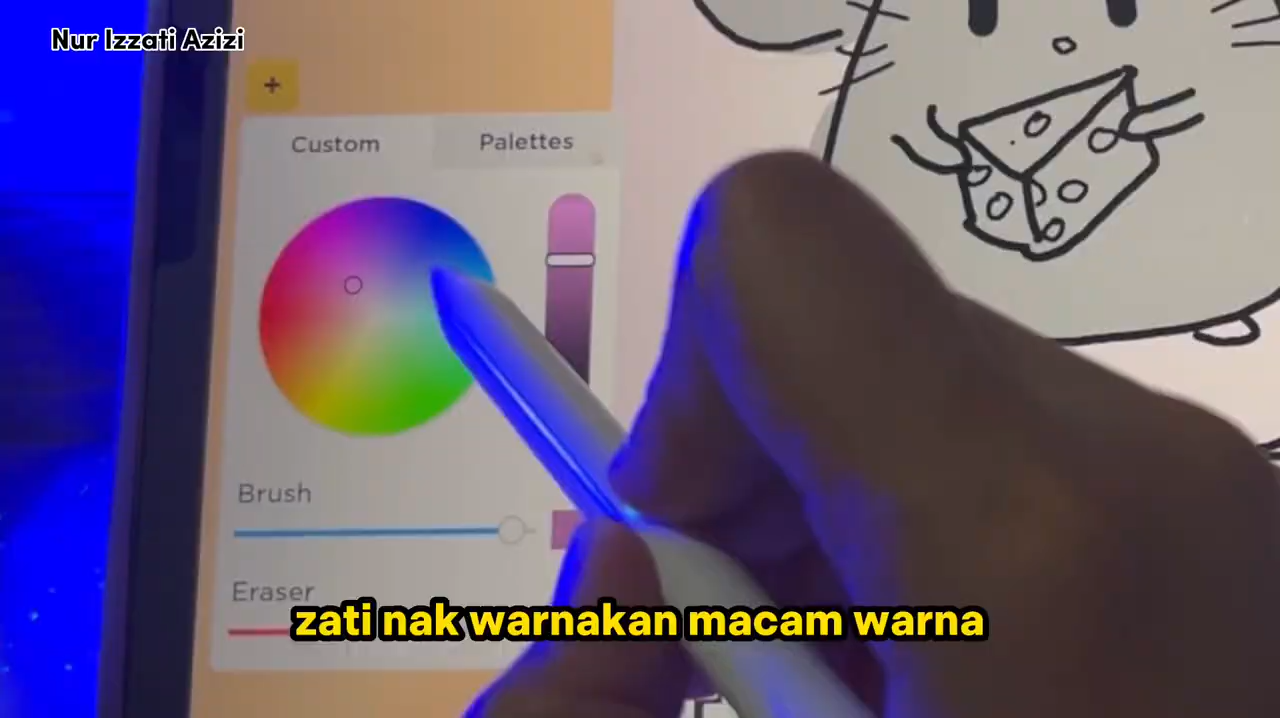 Nur Izzati Azizi
+
Custom
Palettes
Brush
Eraser
zati nak warnakan macam warna